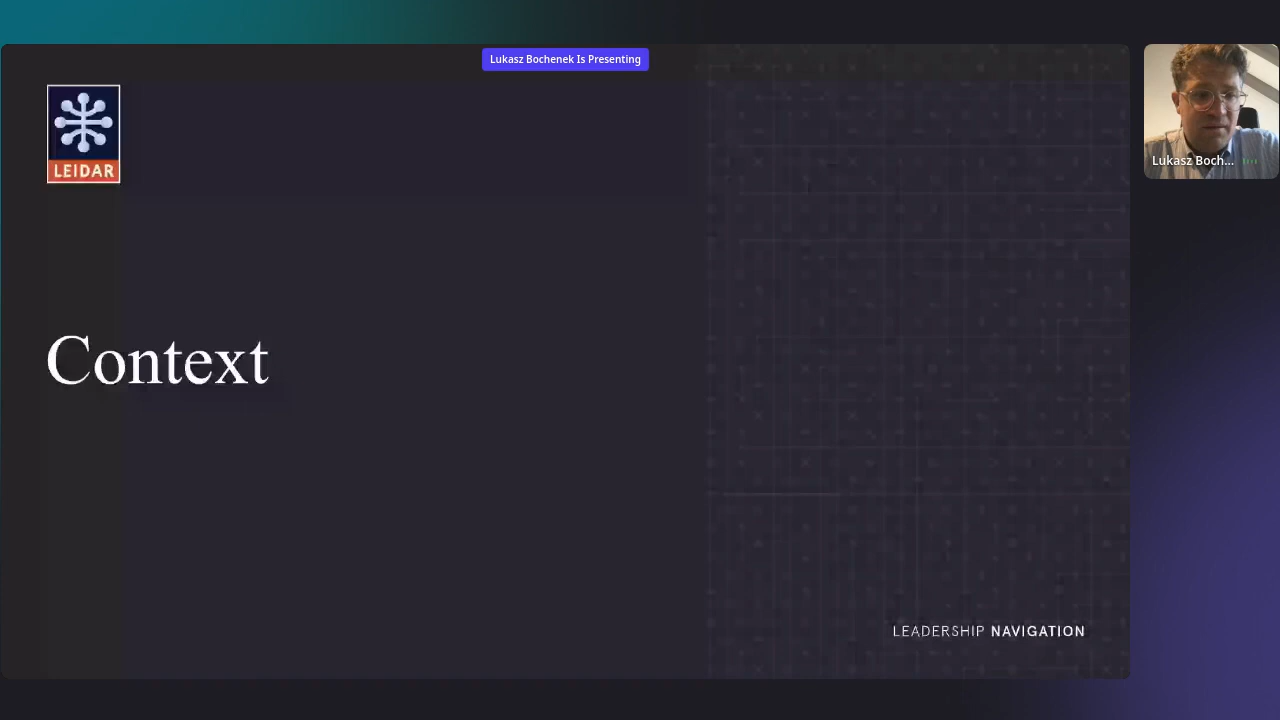 Lukasz Bochenek Is Presenting
LEIDAR
Lukasz Boch...
Context
LEADERSHIP NAVIGATION